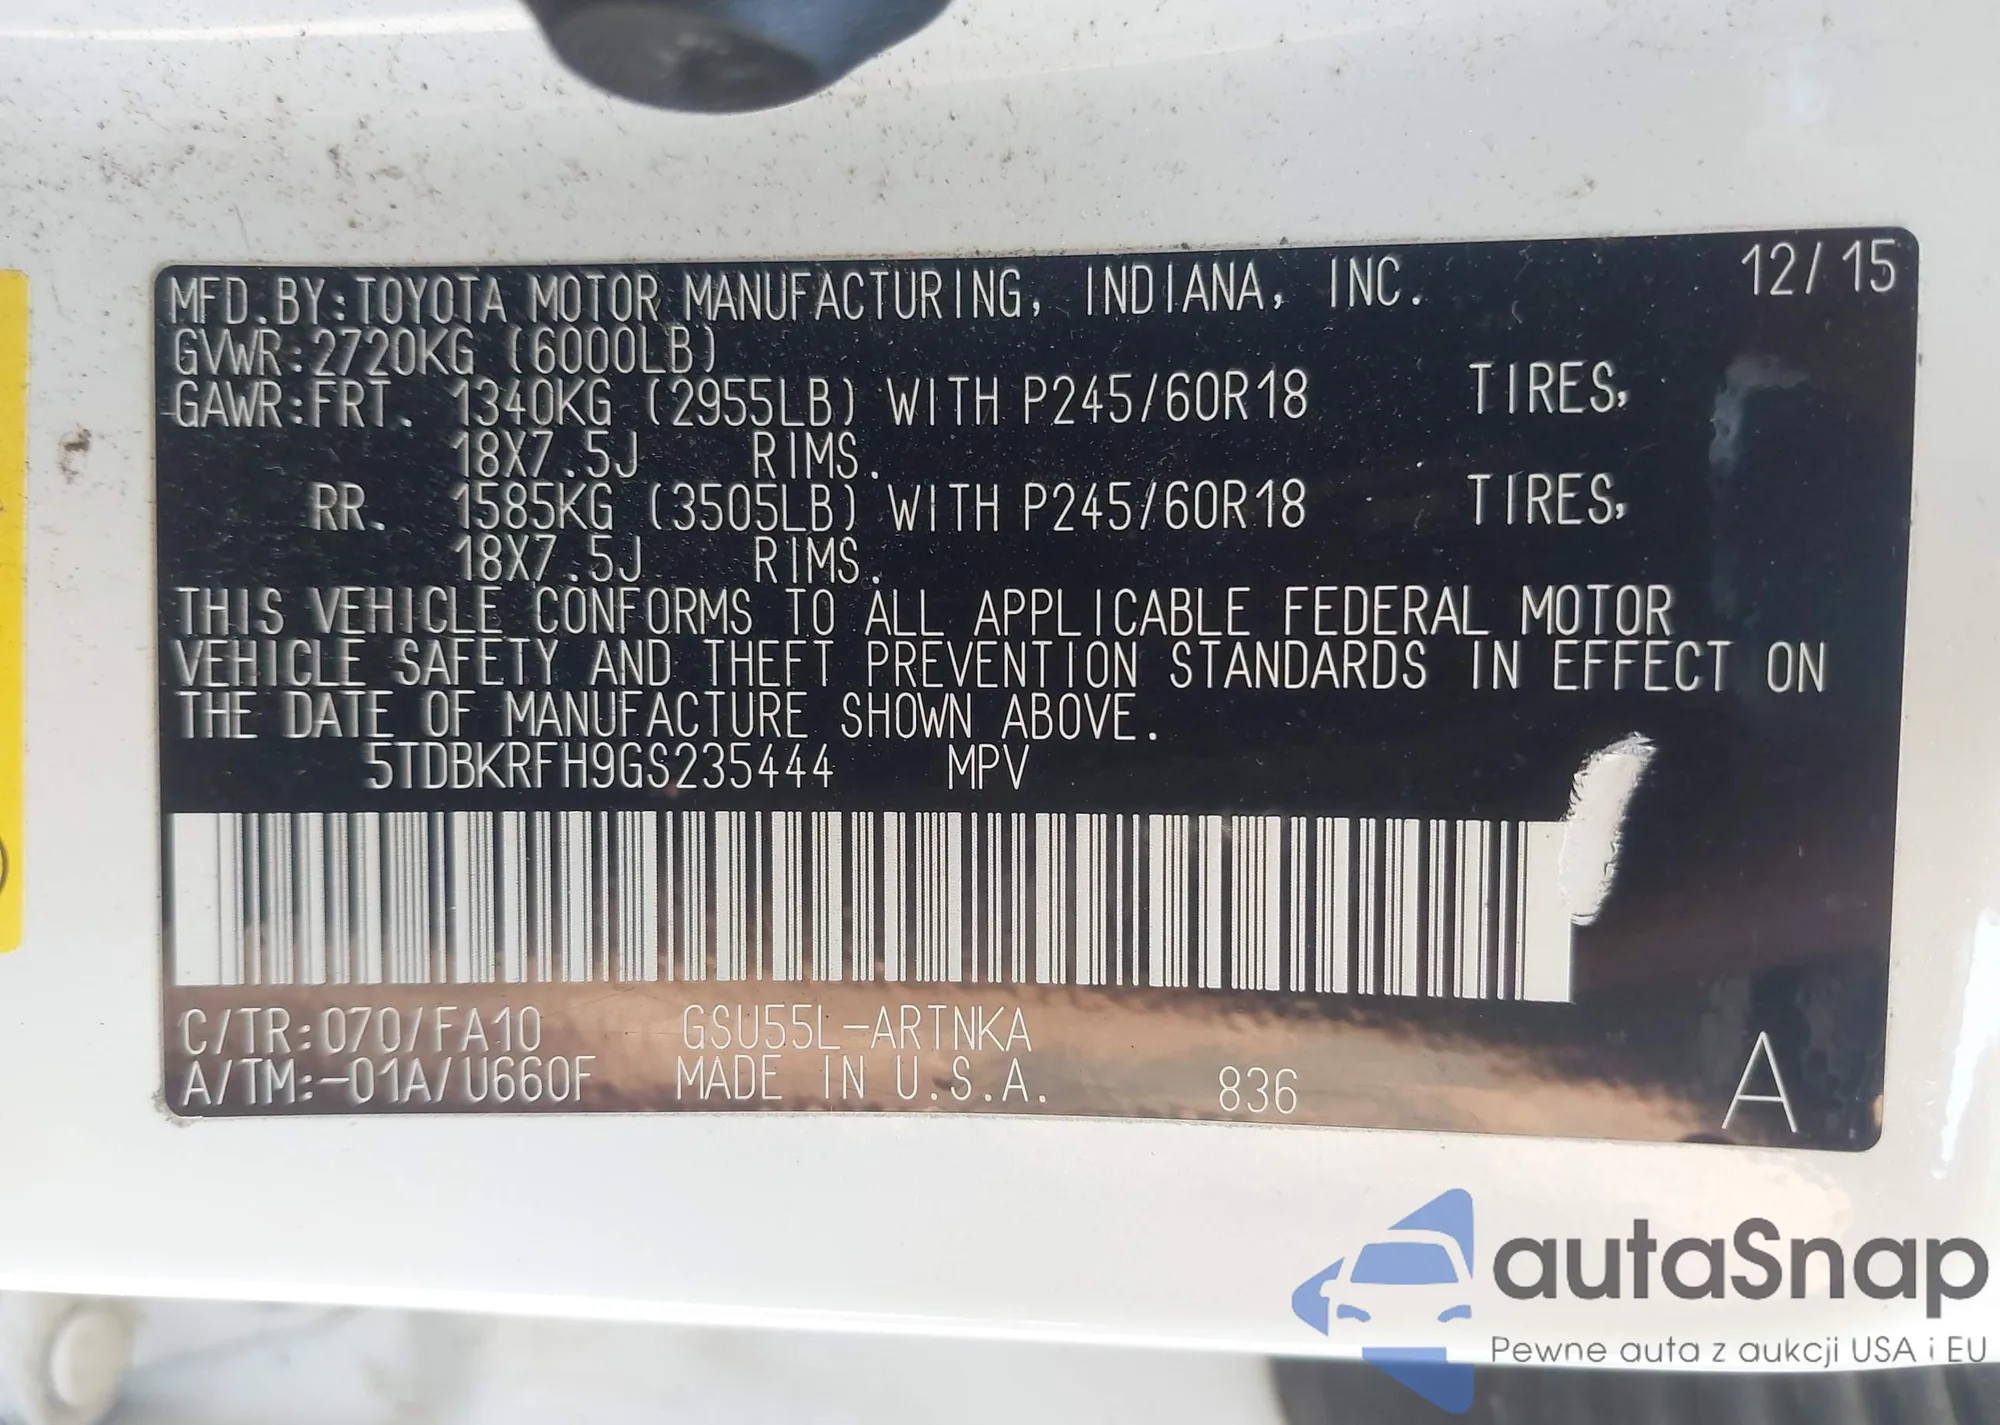 MFD.BY:TOYOTA MOTOR MANUFACTURING, INDIANA, INC. 12/15
GVWR:2720KG (6000LB)
GAWR:FRT. 1340KG (2955LB) WITH P245/60R18 TIRES,
18X7.5J RIMS.
RR. 1585KG (3505LB) WITH P245/60R18 TIRES,
18X7.5J RIMS.
THIS VEHICLE CONFORMS TO ALL APPLICABLE FEDERAL MOTOR
VEHICLE SAFETY AND THEFT PREVENTION STANDARDS IN EFFECT ON
THE DATE OF MANUFACTURE SHOWN ABOVE.
5TDBKRFH9GS235444 MPV
C/TR:070/FA10 GSU55L-ARTNKA
A/TM:-01A/U660F MADE IN U.S.A. 836 A
autaSnap
Pewne auta z aukcji USA i EU